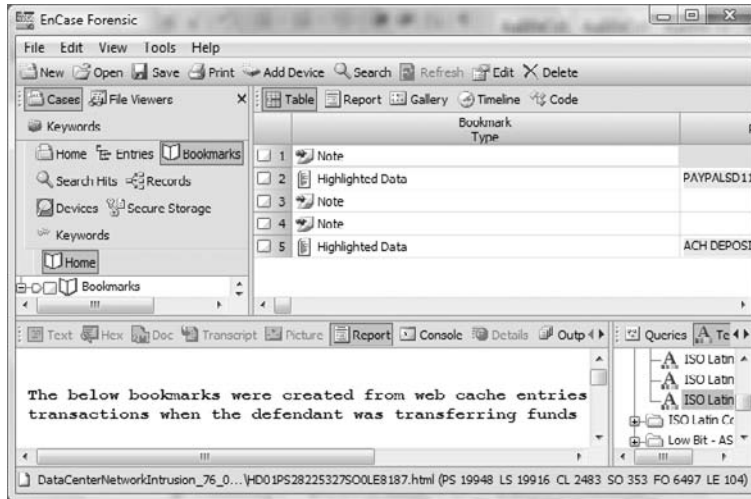 EnCase Forensic
File Edit View Tools Help
New Open Save Print Add Device Search Refresh Edit Delete
Cases File Viewers
Table Report Gallery Timeline Code
Keywords
Home Entries Bookmarks
Search Hits Records
Devices Secure Storage
Keywords
Home
Bookmarks
Bookmark
Type
1 Note
2 Highlighted Data PAYPALSD11
3 Note
4 Note
5 Highlighted Data ACH DEPOSI
Text Hex Doc Transcript Picture Report Console Details Outp
Queries Te
The below bookmarks were created from web cache entries
transactions when the defendant was transferring funds
ISO Latin
ISO Latin
ISO Latin
ISO Latin Co
Low Bit - AS
DataCenterNetworkIntrusion_76_0...\HD01PS28225327SO0LE8187.html (PS 19948 LS 19916 CL 2483 SO 353 FO 6497 LE 104)